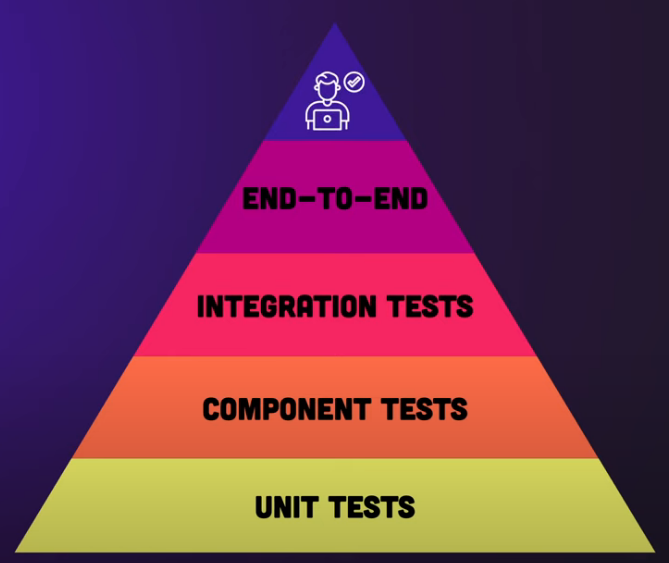 END-TO-END
INTEGRATION TESTS
COMPONENT TESTS
UNIT TESTS